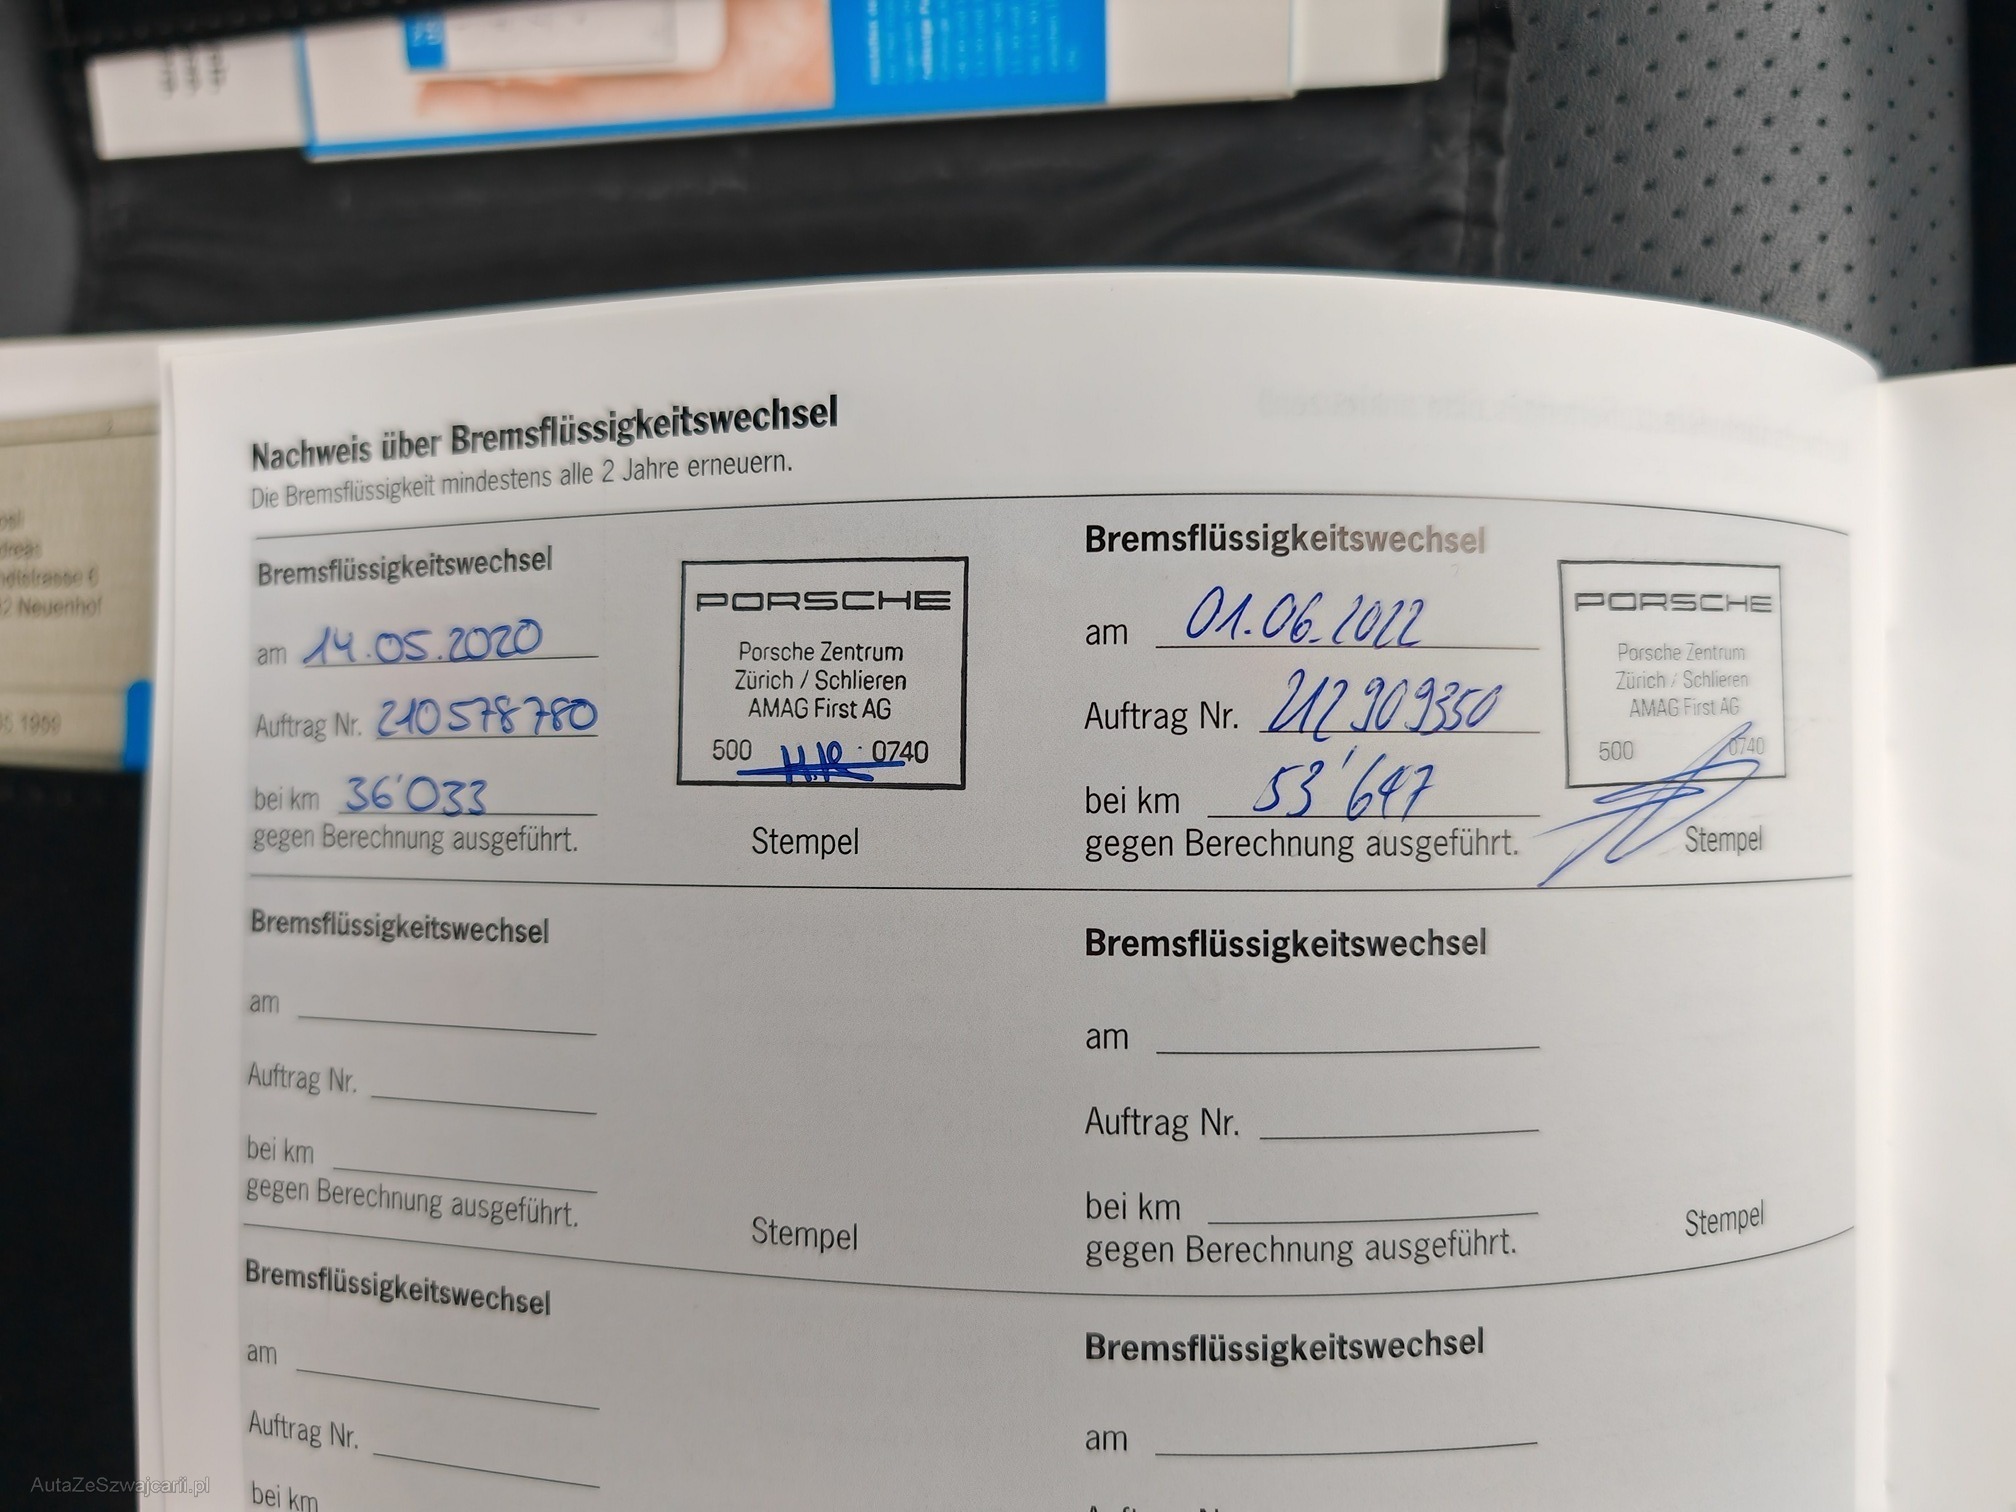 Nachweis über Bremsflüssigkeitswechsel
Die Bremsflüssigkeit mindestens alle 2 Jahre erneuern.
Bremsflüssigkeitswechsel
am 14.05.2020
Auftrag Nr. 210578780
bei km 36'033
gegen Berechnung ausgeführt.
PORSCHE
Porsche Zentrum
Zürich / Schlieren
AMAG First AG
500 0740
Stempel
Bremsflüssigkeitswechsel
am 01.06.2022
Auftrag Nr. 212909350
bei km 53'647
gegen Berechnung ausgeführt.
PORSCHE
Porsche Zentrum
Zürich / Schlieren
AMAG First AG
500 0740
Stempel
Bremsflüssigkeitswechsel
am
Auftrag Nr.
bei km
gegen Berechnung ausgeführt.
Stempel
Bremsflüssigkeitswechsel
am
Auftrag Nr.
bei km
gegen Berechnung ausgeführt.
Stempel
Bremsflüssigkeitswechsel
am
Auftrag Nr.
bei km
Bremsflüssigkeitswechsel
am
Neuenhof
1959
AutaZeSzwajcarii.pl